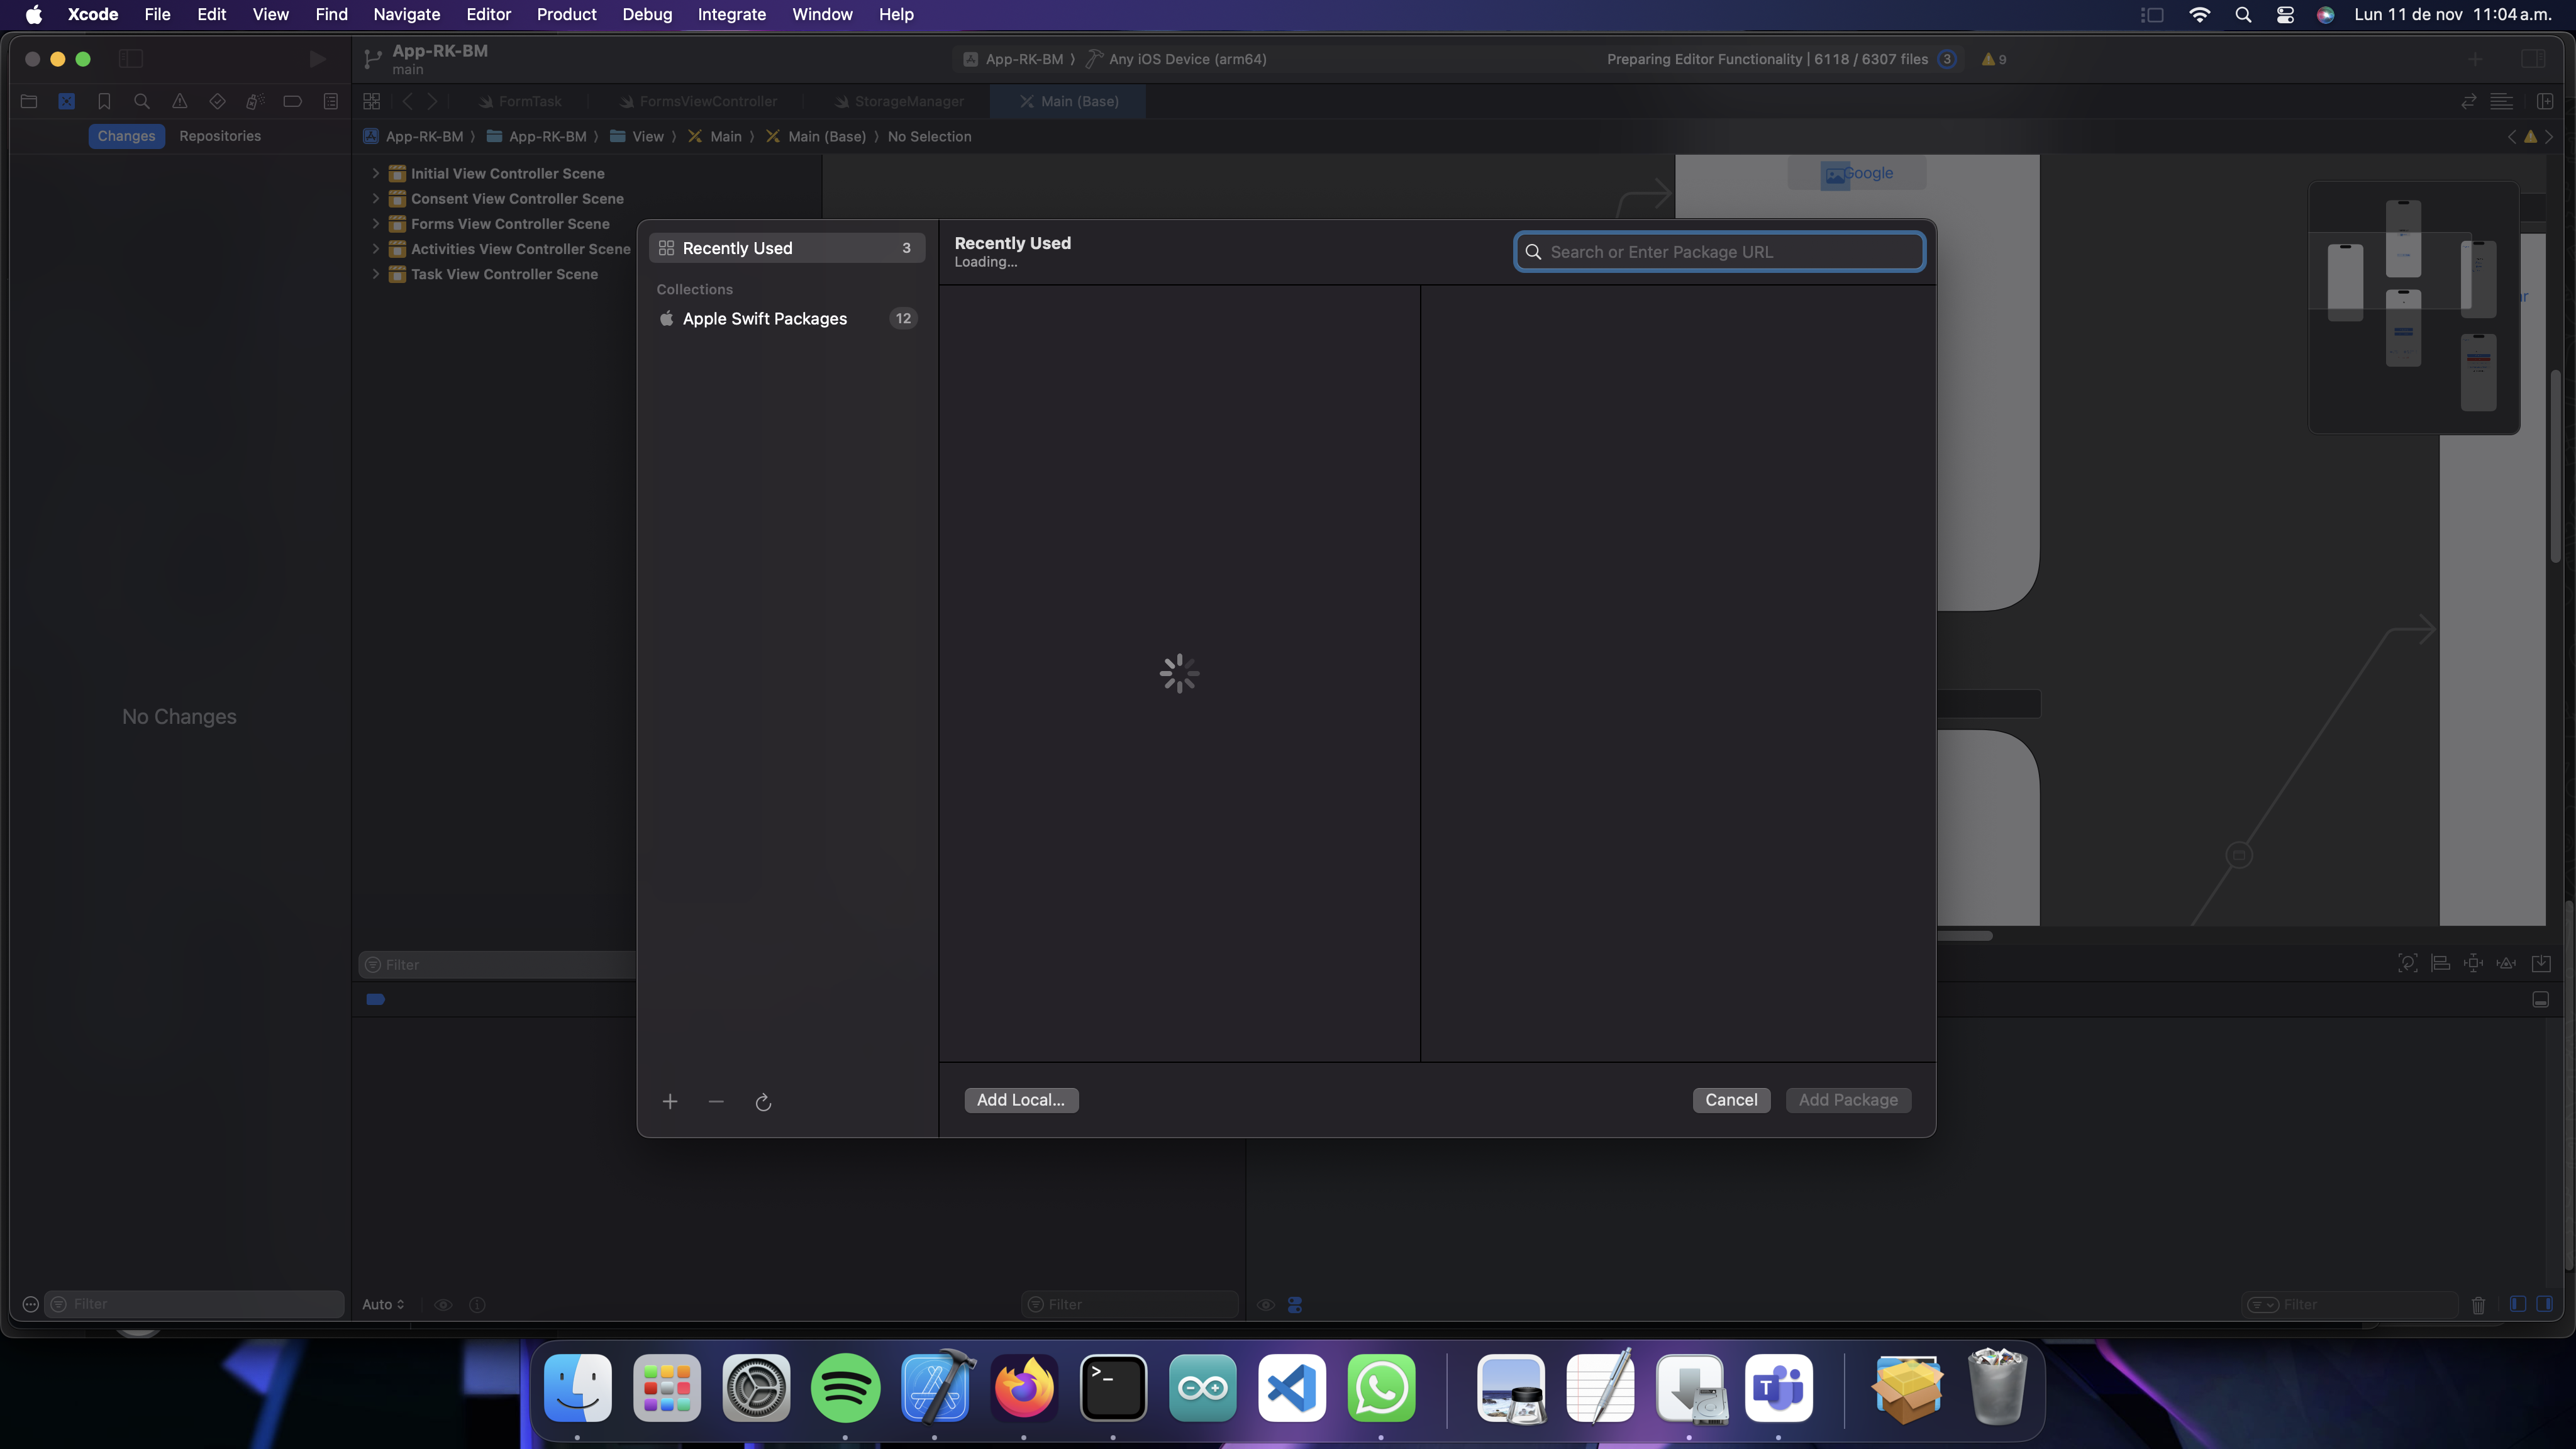 Xcode File Edit View Find Navigate Editor Product Debug Integrate Window Help
Lun 11 de nov 11:04 a.m.
App-RK-BM
main
App-RK-BM Any iOS Device (arm64)
Preparing Editor Functionality | 6118 / 6307 files 3
9
FormTask
FormsViewController
StorageManager
Main (Base)
Changes
Repositories
App-RK-BM
App-RK-BM
View
Main
Main (Base)
No Selection
Initial View Controller Scene
Consent View Controller Scene
Forms View Controller Scene
Activities View Controller Scene
Task View Controller Scene
Google
Recently Used 3
Collections
Apple Swift Packages 12
Recently Used
Loading...
Search or Enter Package URL
No Changes
Filter
Add Local...
Cancel
Add Package
Filter
Auto
Filter
Filter